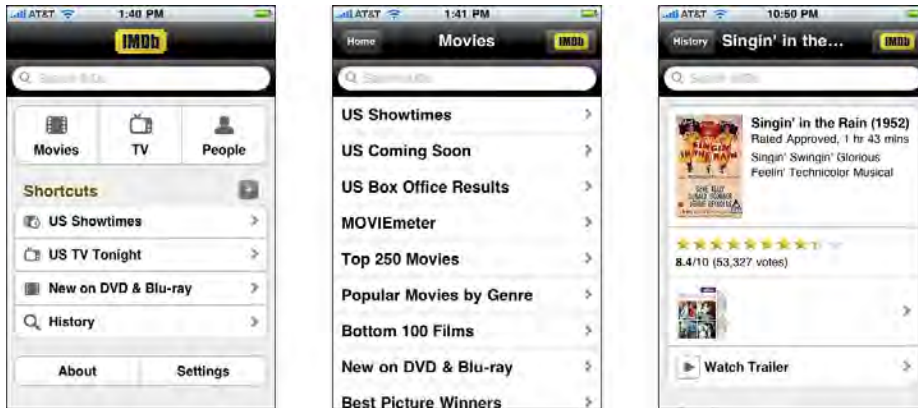 AT&T 1:40 PM
IMDb
Movies TV People
Shortcuts
US Showtimes
US TV Tonight
New on DVD & Blu-ray
History
About Settings
AT&T 1:41 PM
Home Movies IMDb
US Showtimes
US Coming Soon
US Box Office Results
MOVIEmeter
Top 250 Movies
Popular Movies by Genre
Bottom 100 Films
New on DVD & Blu-ray
Best Picture Winners
AT&T 10:50 PM
History Singin' in the... IMDb
SINGIN'
IN THE RAIN
Singin' in the Rain (1952)
Rated Approved, 1 hr 43 mins
Singin' Swingin' Glorious
Feelin' Technicolor Musical
8.4/10 (53,327 votes)
Watch Trailer